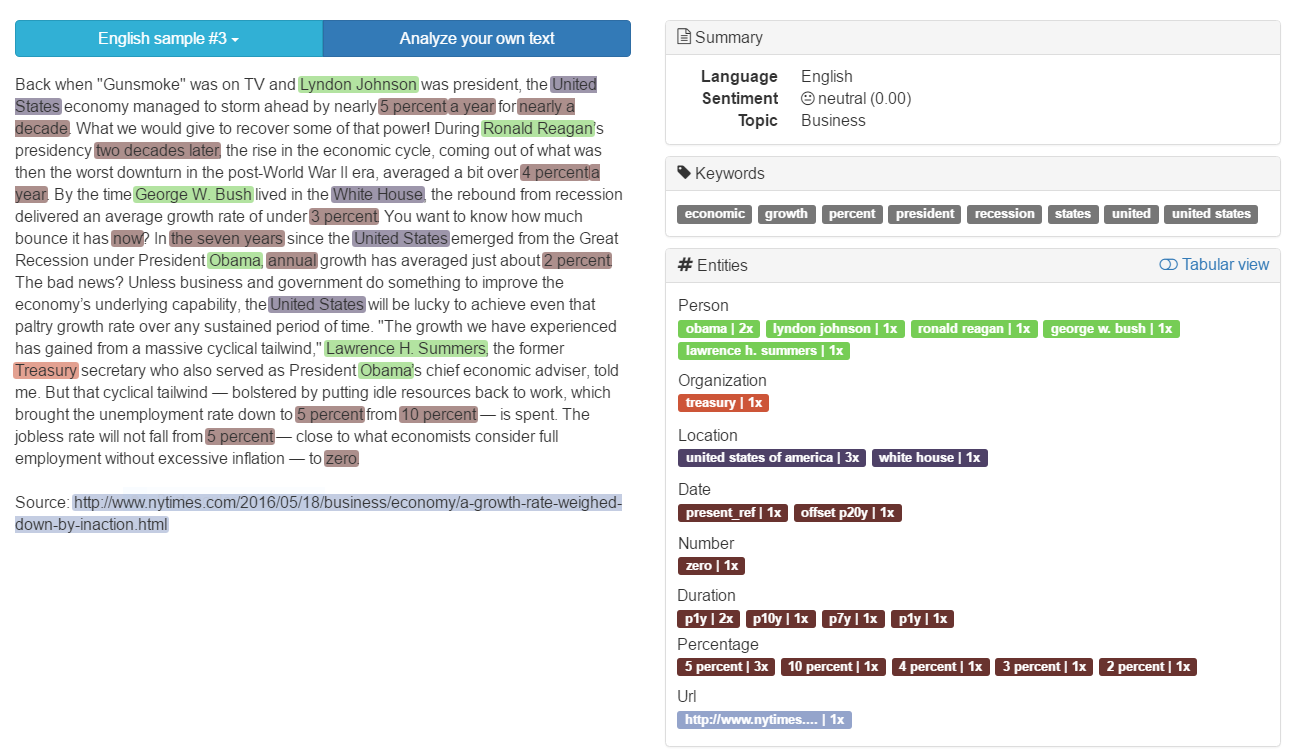 English sample #3
Analyze your own text
Back when "Gunsmoke" was on TV and Lyndon Johnson was president, the United
States economy managed to storm ahead by nearly 5 percent a year for nearly a
decade. What we would give to recover some of that power! During Ronald Reagan's
presidency two decades later, the rise in the economic cycle, coming out of what was
then the worst downturn in the post-World War II era, averaged a bit over 4 percent a
year. By the time George W. Bush lived in the White House, the rebound from recession
delivered an average growth rate of under 3 percent. You want to know how much
bounce it has now? In the seven years since the United States emerged from the Great
Recession under President Obama, annual growth has averaged just about 2 percent.
The bad news? Unless business and government do something to improve the
economy's underlying capability, the United States will be lucky to achieve even that
paltry growth rate over any sustained period of time. "The growth we have experienced
has gained from a massive cyclical tailwind," Lawrence H. Summers, the former
Treasury secretary who also served as President Obama's chief economic adviser, told
me. But that cyclical tailwind — bolstered by putting idle resources back to work, which
brought the unemployment rate down to 5 percent from 10 percent — is spent. The
jobless rate will not fall from 5 percent — close to what economists consider full
employment without excessive inflation — to zero.
Source: http://www.nytimes.com/2016/05/18/business/economy/a-growth-rate-weighed-
down-by-inaction.html
Summary
Language English
Sentiment neutral (0.00)
Topic Business
Keywords
economic growth percent president recession states united united states
# Entities Tabular view
Person
obama | 2x lyndon johnson | 1x ronald reagan | 1x george w. bush | 1x
lawrence h. summers | 1x
Organization
treasury | 1x
Location
united states of america | 3x white house | 1x
Date
present_ref | 1x offset p20y | 1x
Number
zero | 1x
Duration
p1y | 2x p10y | 1x p7y | 1x p1y | 1x
Percentage
5 percent | 3x 10 percent | 1x 4 percent | 1x 3 percent | 1x 2 percent | 1x
Url
http://www.nytimes.... | 1x